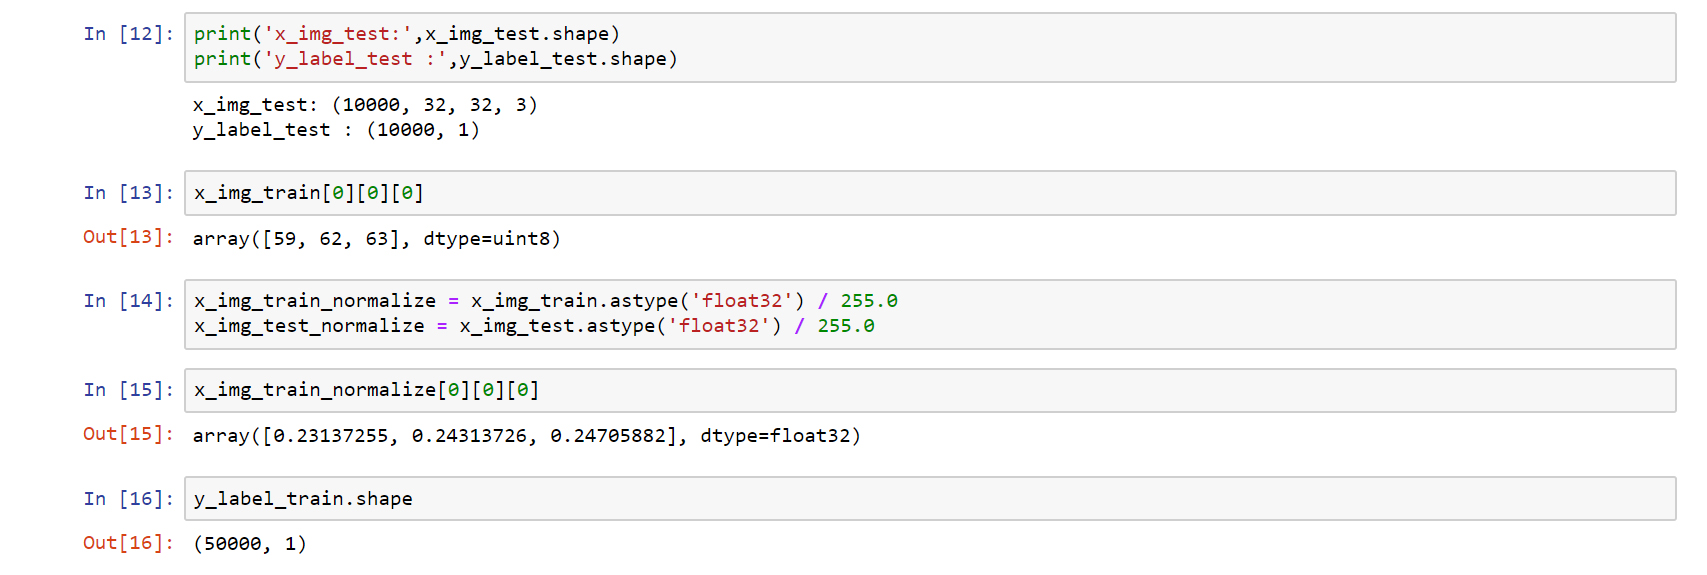 In [12]: print('x_img_test:',x_img_test.shape)
print('y_label_test :',y_label_test.shape)
x_img_test: (10000, 32, 32, 3)
y_label_test : (10000, 1)
In [13]: x_img_train[0][0][0]
Out[13]: array([59, 62, 63], dtype=uint8)
In [14]: x_img_train_normalize = x_img_train.astype('float32') / 255.0
x_img_test_normalize = x_img_test.astype('float32') / 255.0
In [15]: x_img_train_normalize[0][0][0]
Out[15]: array([0.23137255, 0.24313726, 0.24705882], dtype=float32)
In [16]: y_label_train.shape
Out[16]: (50000, 1)